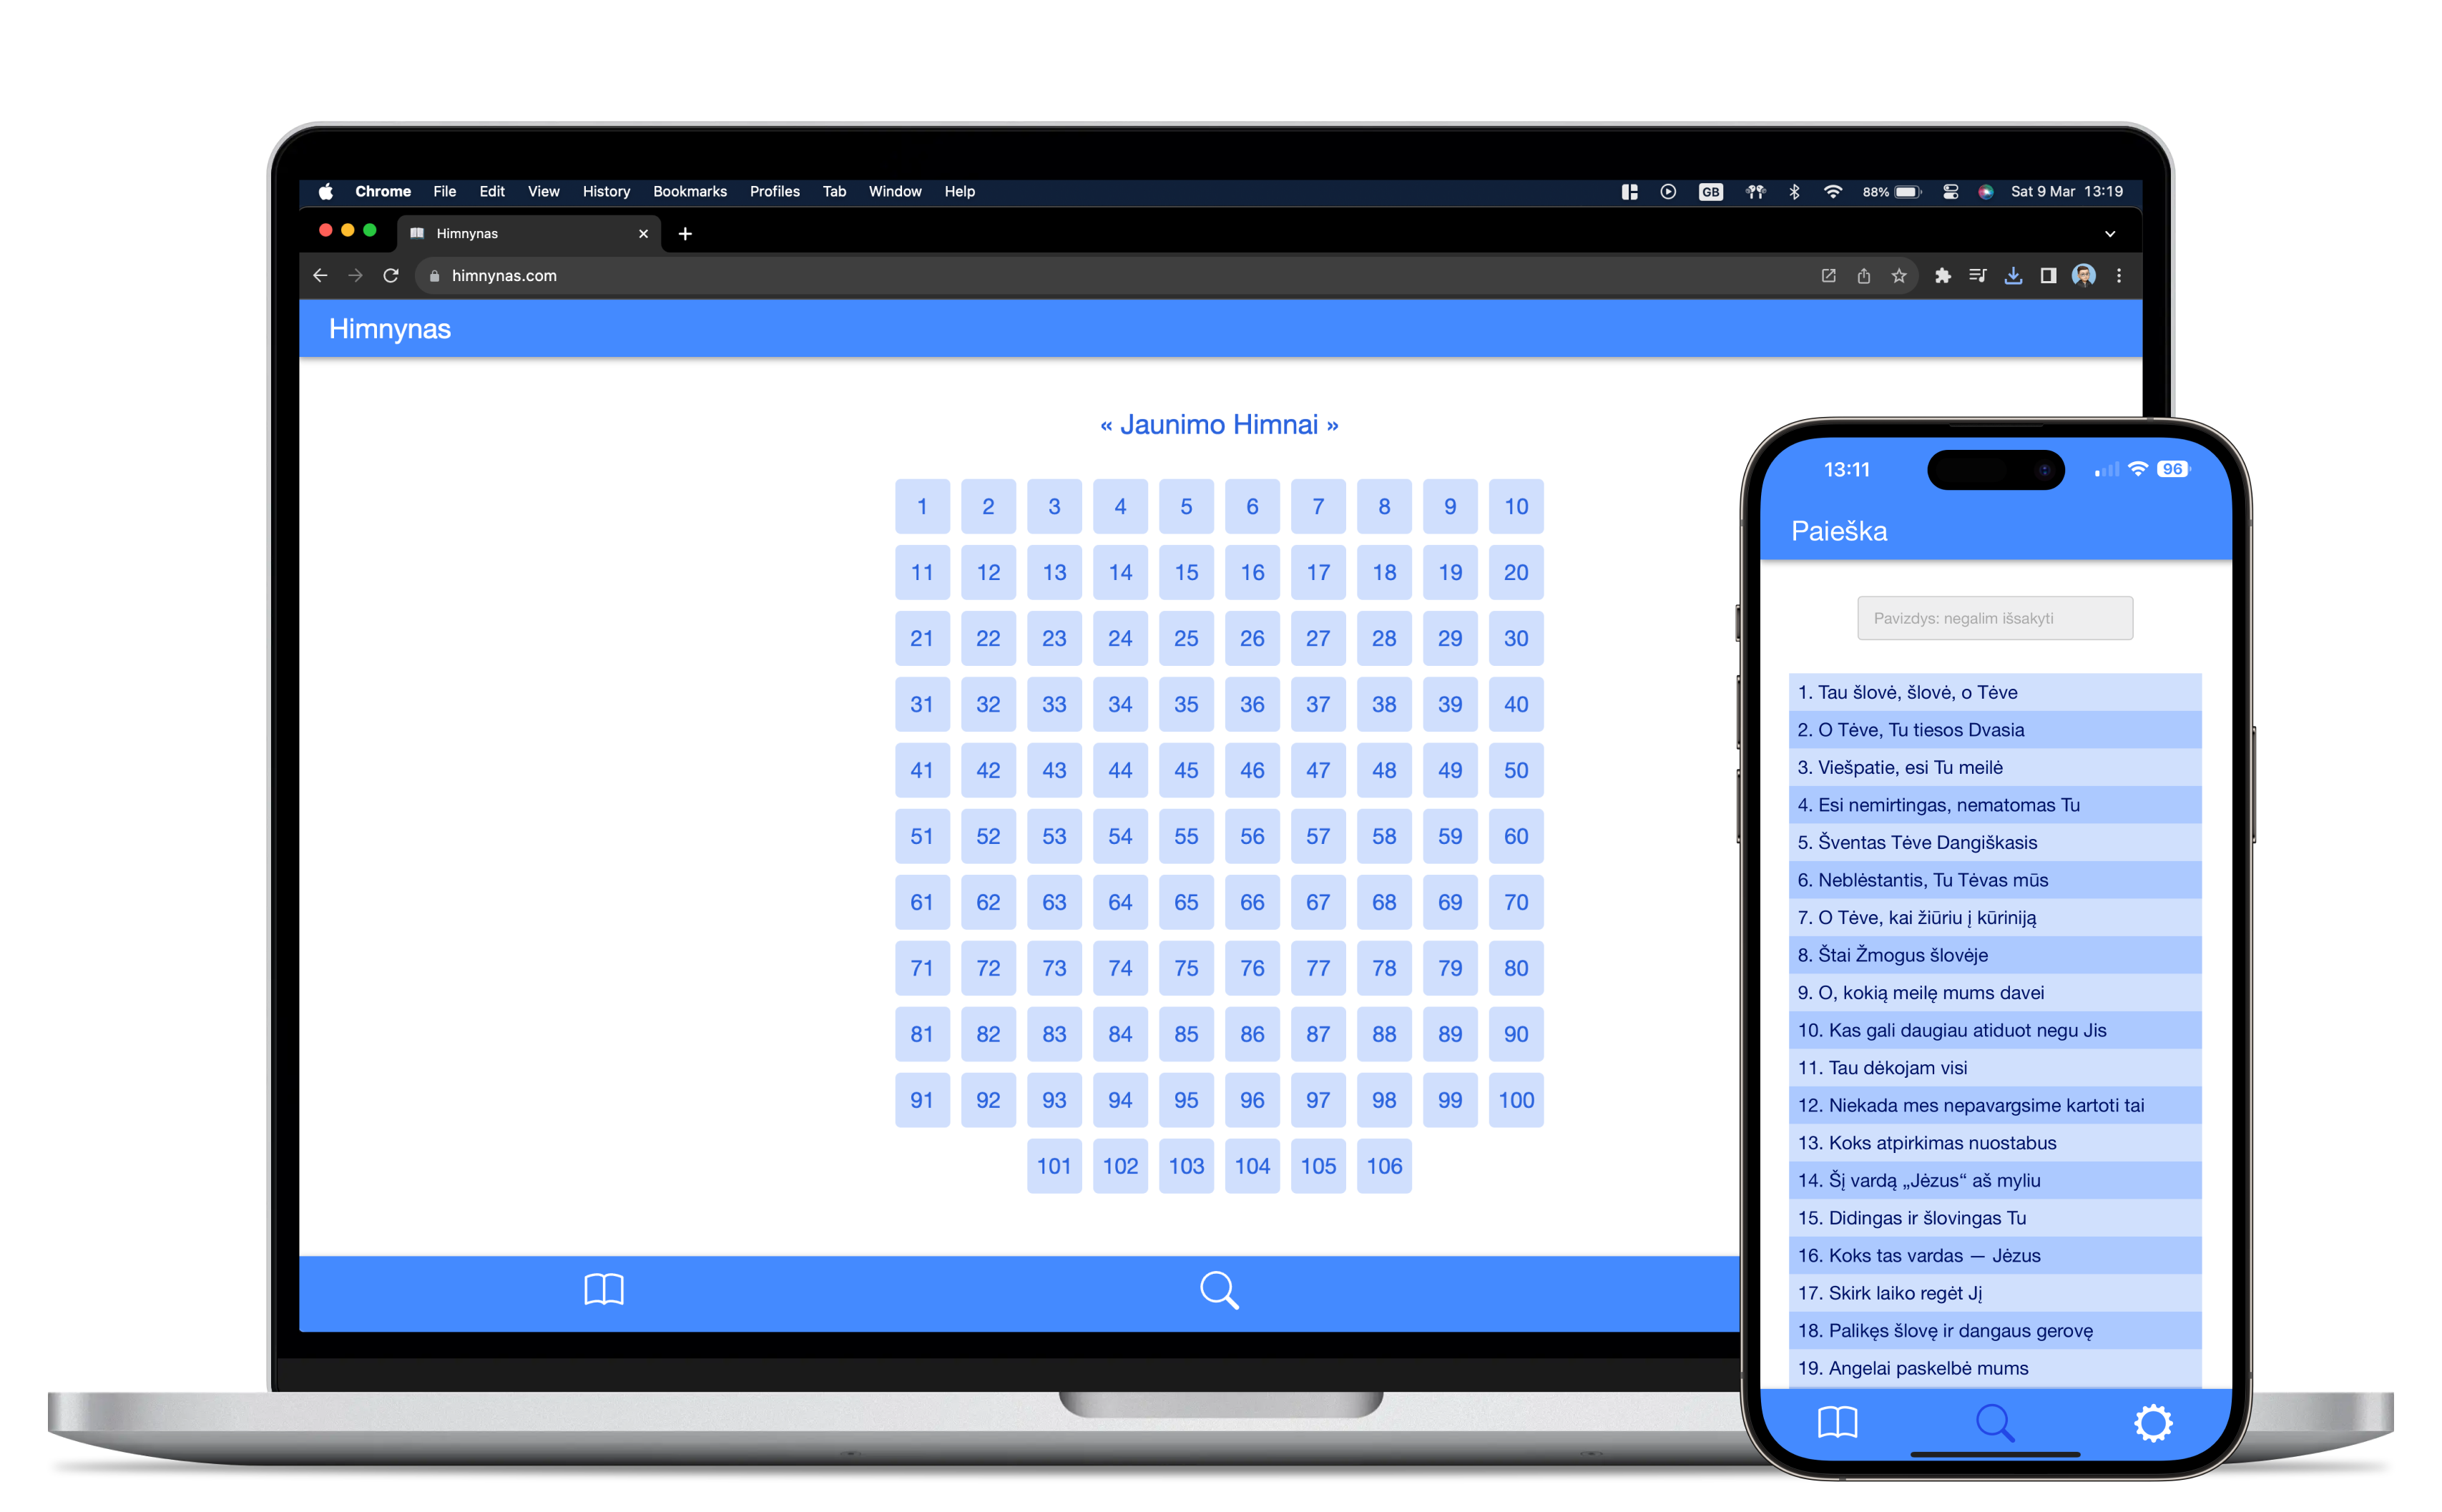 Chrome File Edit View History Bookmarks Profiles Tab Window Help GB 88% Sat 9 Mar 13:19
Himnynas
himnynas.com
Himnynas
« Jaunimo Himnai »
1 2 3 4 5 6 7 8 9 10
11 12 13 14 15 16 17 18 19 20
21 22 23 24 25 26 27 28 29 30
31 32 33 34 35 36 37 38 39 40
41 42 43 44 45 46 47 48 49 50
51 52 53 54 55 56 57 58 59 60
61 62 63 64 65 66 67 68 69 70
71 72 73 74 75 76 77 78 79 80
81 82 83 84 85 86 87 88 89 90
91 92 93 94 95 96 97 98 99 100
101 102 103 104 105 106
13:11 96
Paieška
Pavizdys: negalim išsakyti
1. Tau šlovė, šlovė, o Tėve
2. O Tėve, Tu tiesos Dvasia
3. Viešpatie, esi Tu meilė
4. Esi nemirtingas, nematomas Tu
5. Šventas Tėve Dangiškasis
6. Neblėstantis, Tu Tėvas mūs
7. O Tėve, kai žiūriu į kūriniją
8. Štai Žmogus šlovėje
9. O, kokią meilę mums davei
10. Kas gali daugiau atiduot negu Jis
11. Tau dėkojam visi
12. Niekada mes nepavargsime kartoti tai
13. Koks atpirkimas nuostabus
14. Šį vardą „Jėzus“ aš myliu
15. Didingas ir šlovingas Tu
16. Koks tas vardas — Jėzus
17. Skirk laiko regėt Jį
18. Palikęs šlovę ir dangaus gerovę
19. Angelai paskelbė mums